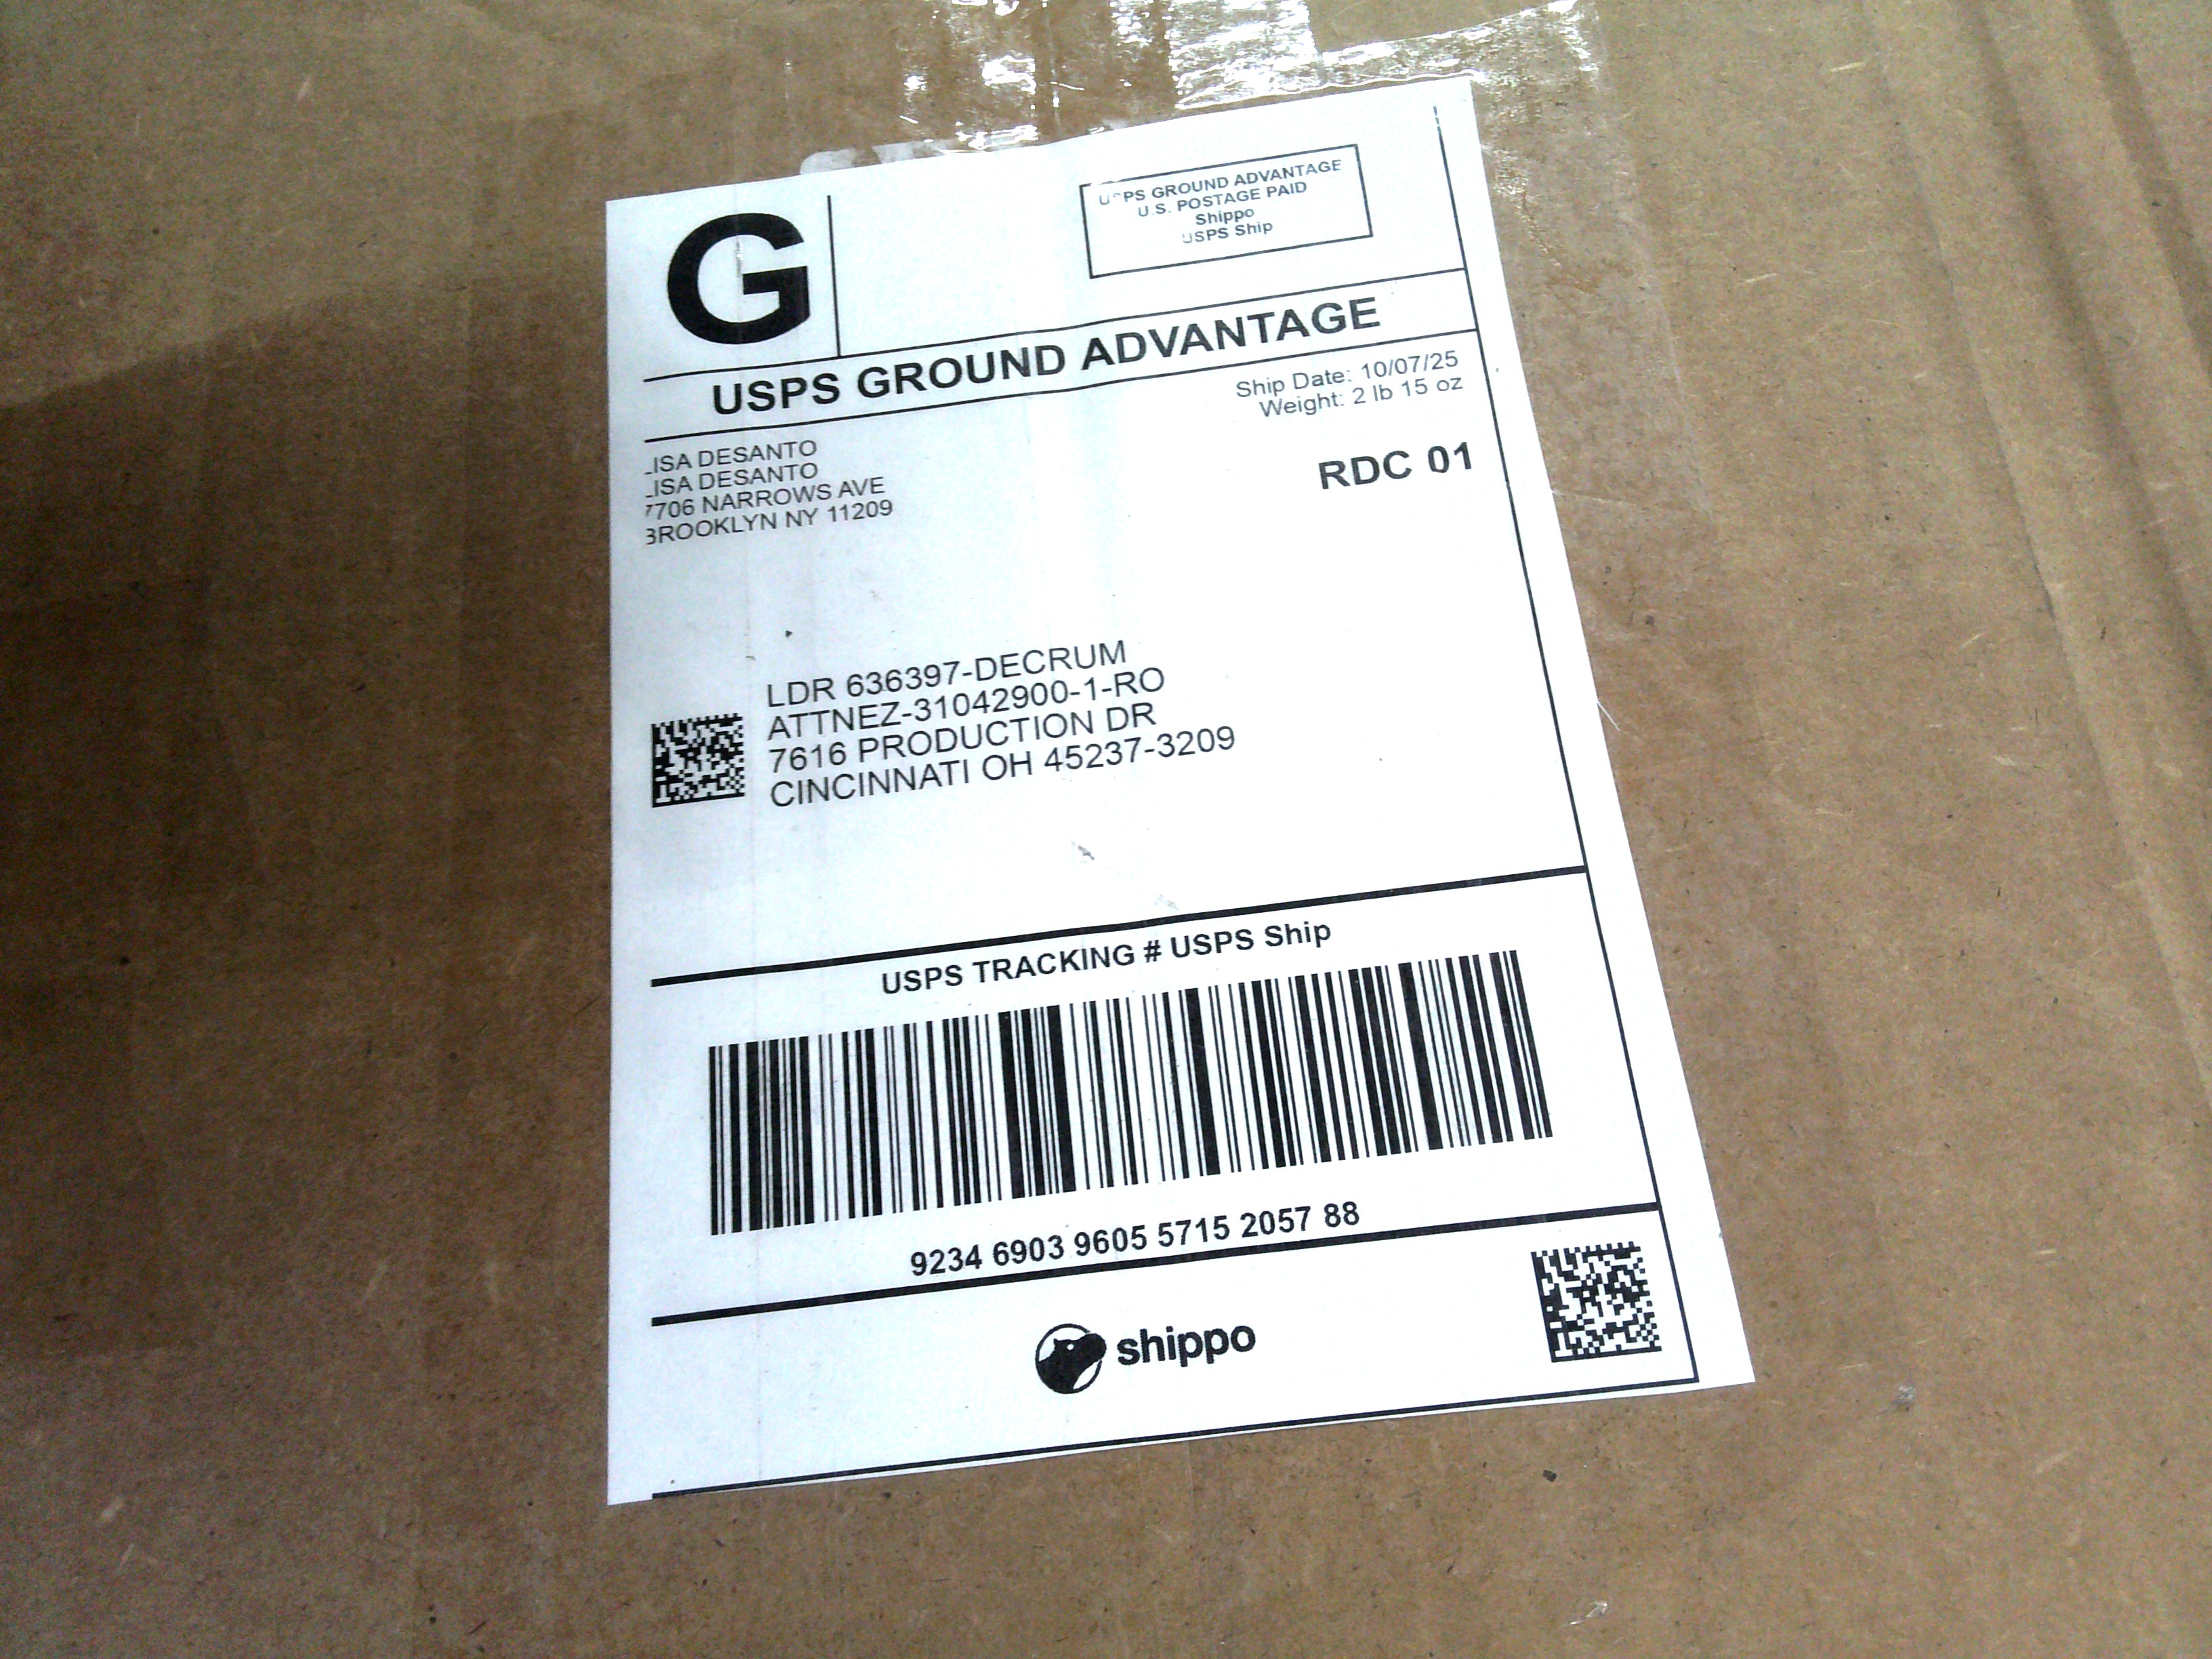 G
USPS GROUND ADVANTAGE
U.S. POSTAGE PAID
Shippo
USPS Ship
USPS GROUND ADVANTAGE
Ship Date: 10/07/25
Weight: 2 lb 15 oz
LISA DESANTO
LISA DESANTO
7706 NARROWS AVE
BROOKLYN NY 11209
RDC 01
LDR 636397-DECRUM
ATTNEZ-31042900-1-RO
7616 PRODUCTION DR
CINCINNATI OH 45237-3209
USPS TRACKING # USPS Ship
9234 6903 9605 5715 2057 88
shippo